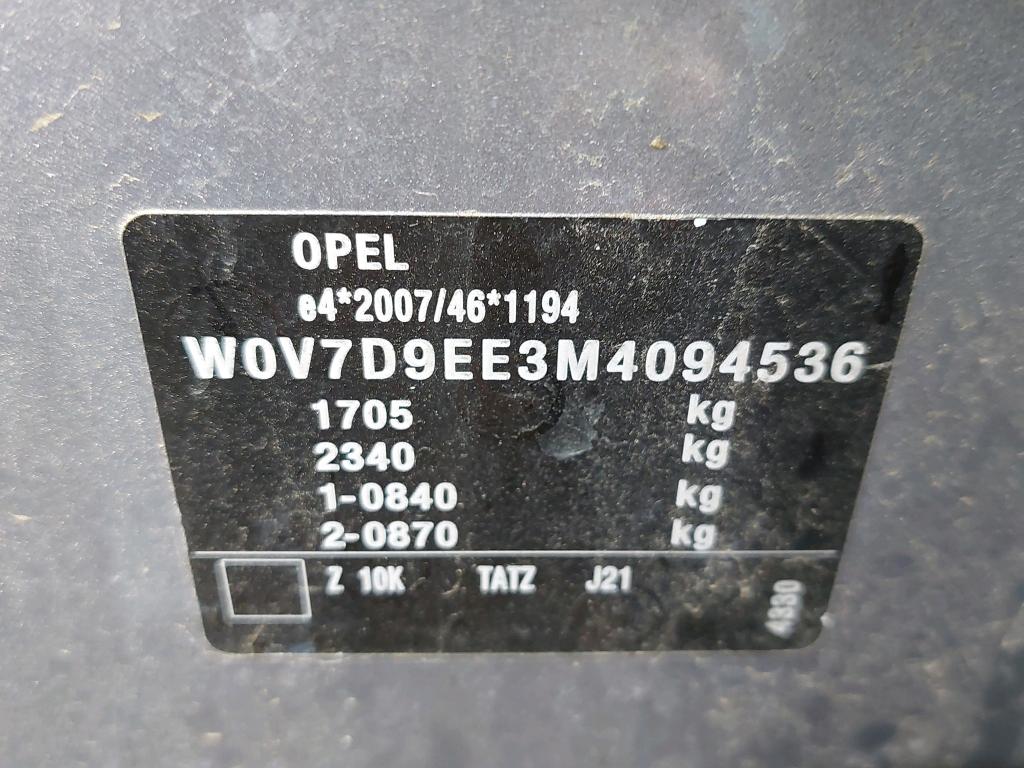 OPEL
e4*2007/46*1194
W0V7D9EE3M4094536
1705 kg
2340 kg
1-0840 kg
2-0870 kg
Z 10K TATZ J21
4330